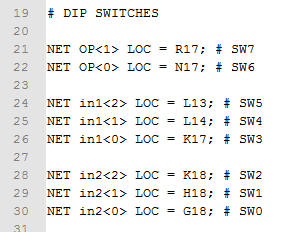 19 # DIP SWITCHES
20
21 NET OP<1> LOC = R17; # SW7
22 NET OP<0> LOC = N17; # SW6
23
24 NET in1<2> LOC = L13; # SW5
25 NET in1<1> LOC = L14; # SW4
26 NET in1<0> LOC = K17; # SW3
27
28 NET in2<2> LOC = K18; # SW2
29 NET in2<1> LOC = H18; # SW1
30 NET in2<0> LOC = G18; # SW0